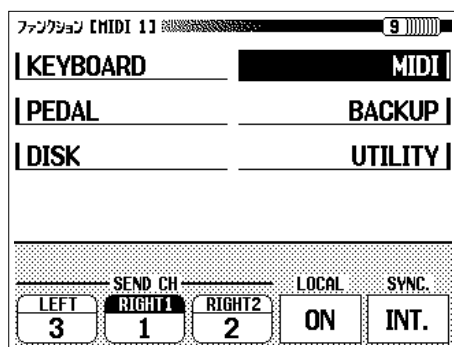 ファンクション [MIDI 1] 9
KEYBOARD MIDI
PEDAL BACKUP
DISK UTILITY
SEND CH LOCAL SYNC.
LEFT RIGHT1 RIGHT2
3 1 2 ON INT.